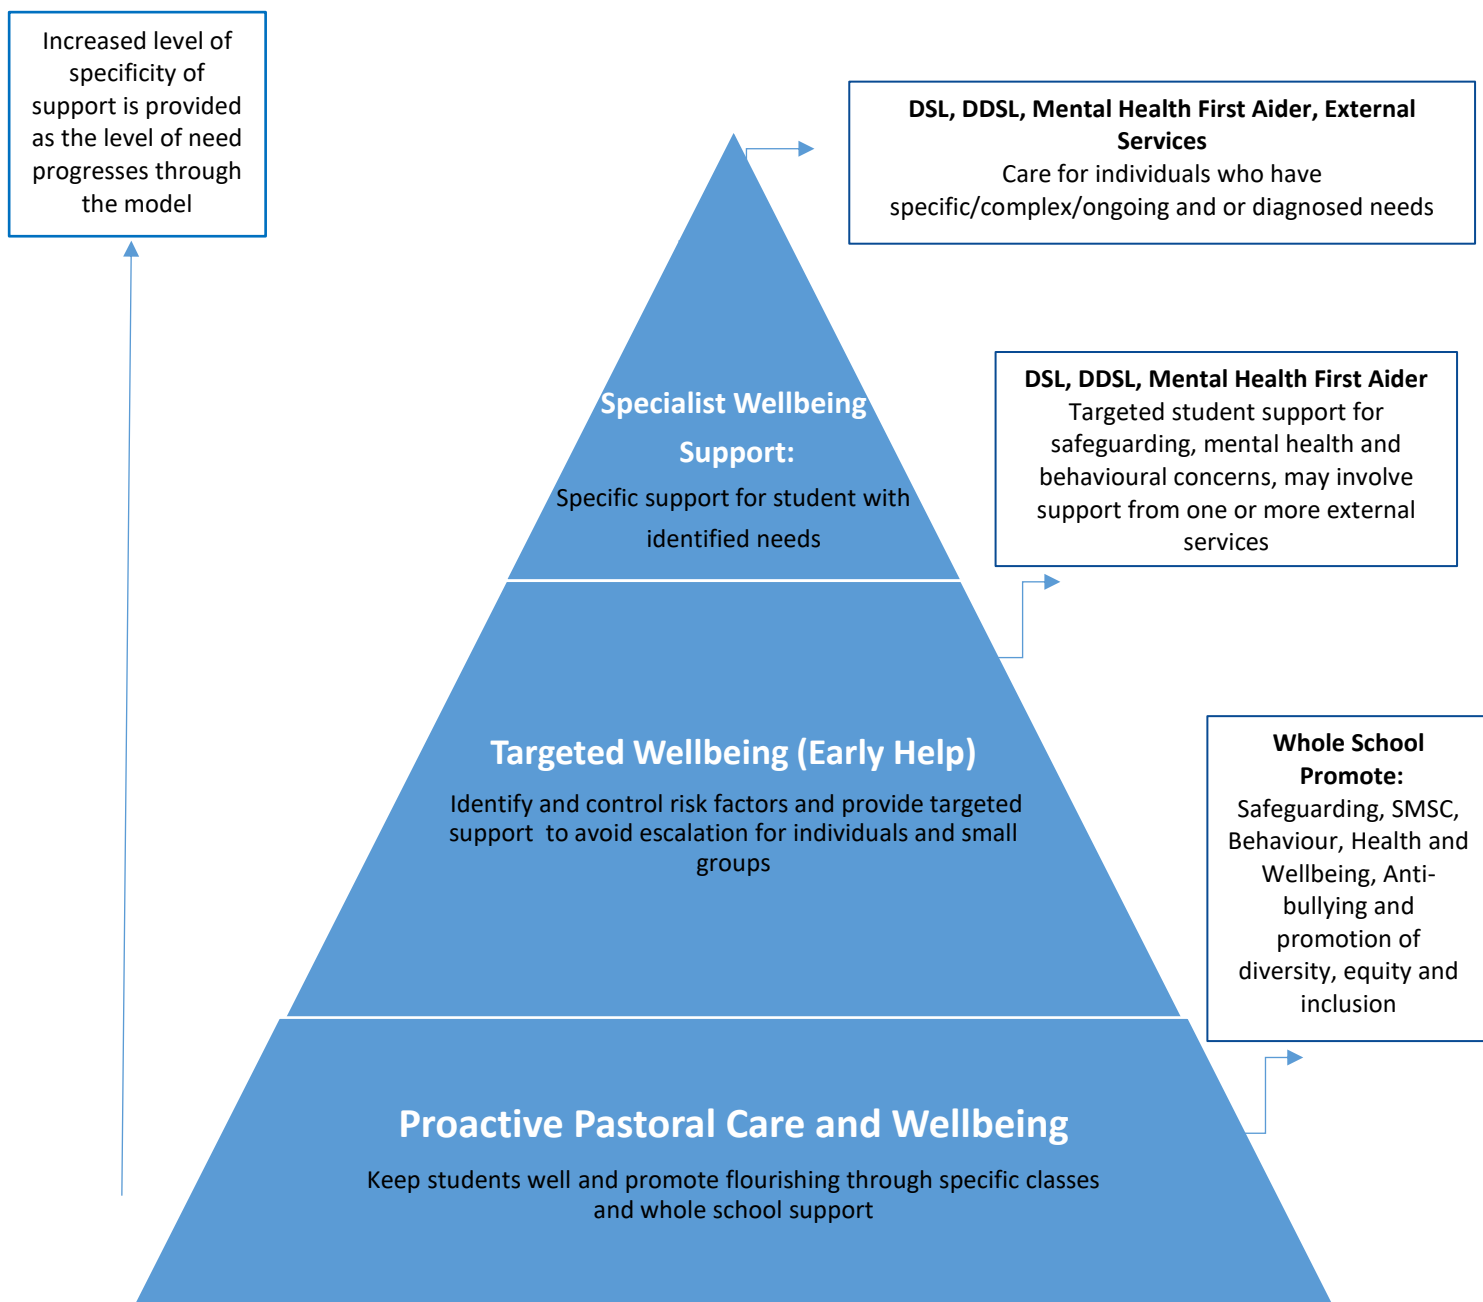 Increased level of
specificity of
support is provided
as the level of need
progresses through
the model
DSL, DDSL, Mental Health First Aider, External
Services
Care for individuals who have
specific/complex/ongoing and or diagnosed needs
Specialist Wellbeing
Support:
Specific support for student with
identified needs
DSL, DDSL, Mental Health First Aider
Targeted student support for
safeguarding, mental health and
behavioural concerns, may involve
support from one or more external
services
Targeted Wellbeing (Early Help)
Identify and control risk factors and provide targeted
support to avoid escalation for individuals and small
groups
Whole School
Promote:
Safeguarding, SMSC,
Behaviour, Health and
Wellbeing, Anti-
bullying and
promotion of
diversity, equity and
inclusion
Proactive Pastoral Care and Wellbeing
Keep students well and promote flourishing through specific classes
and whole school support